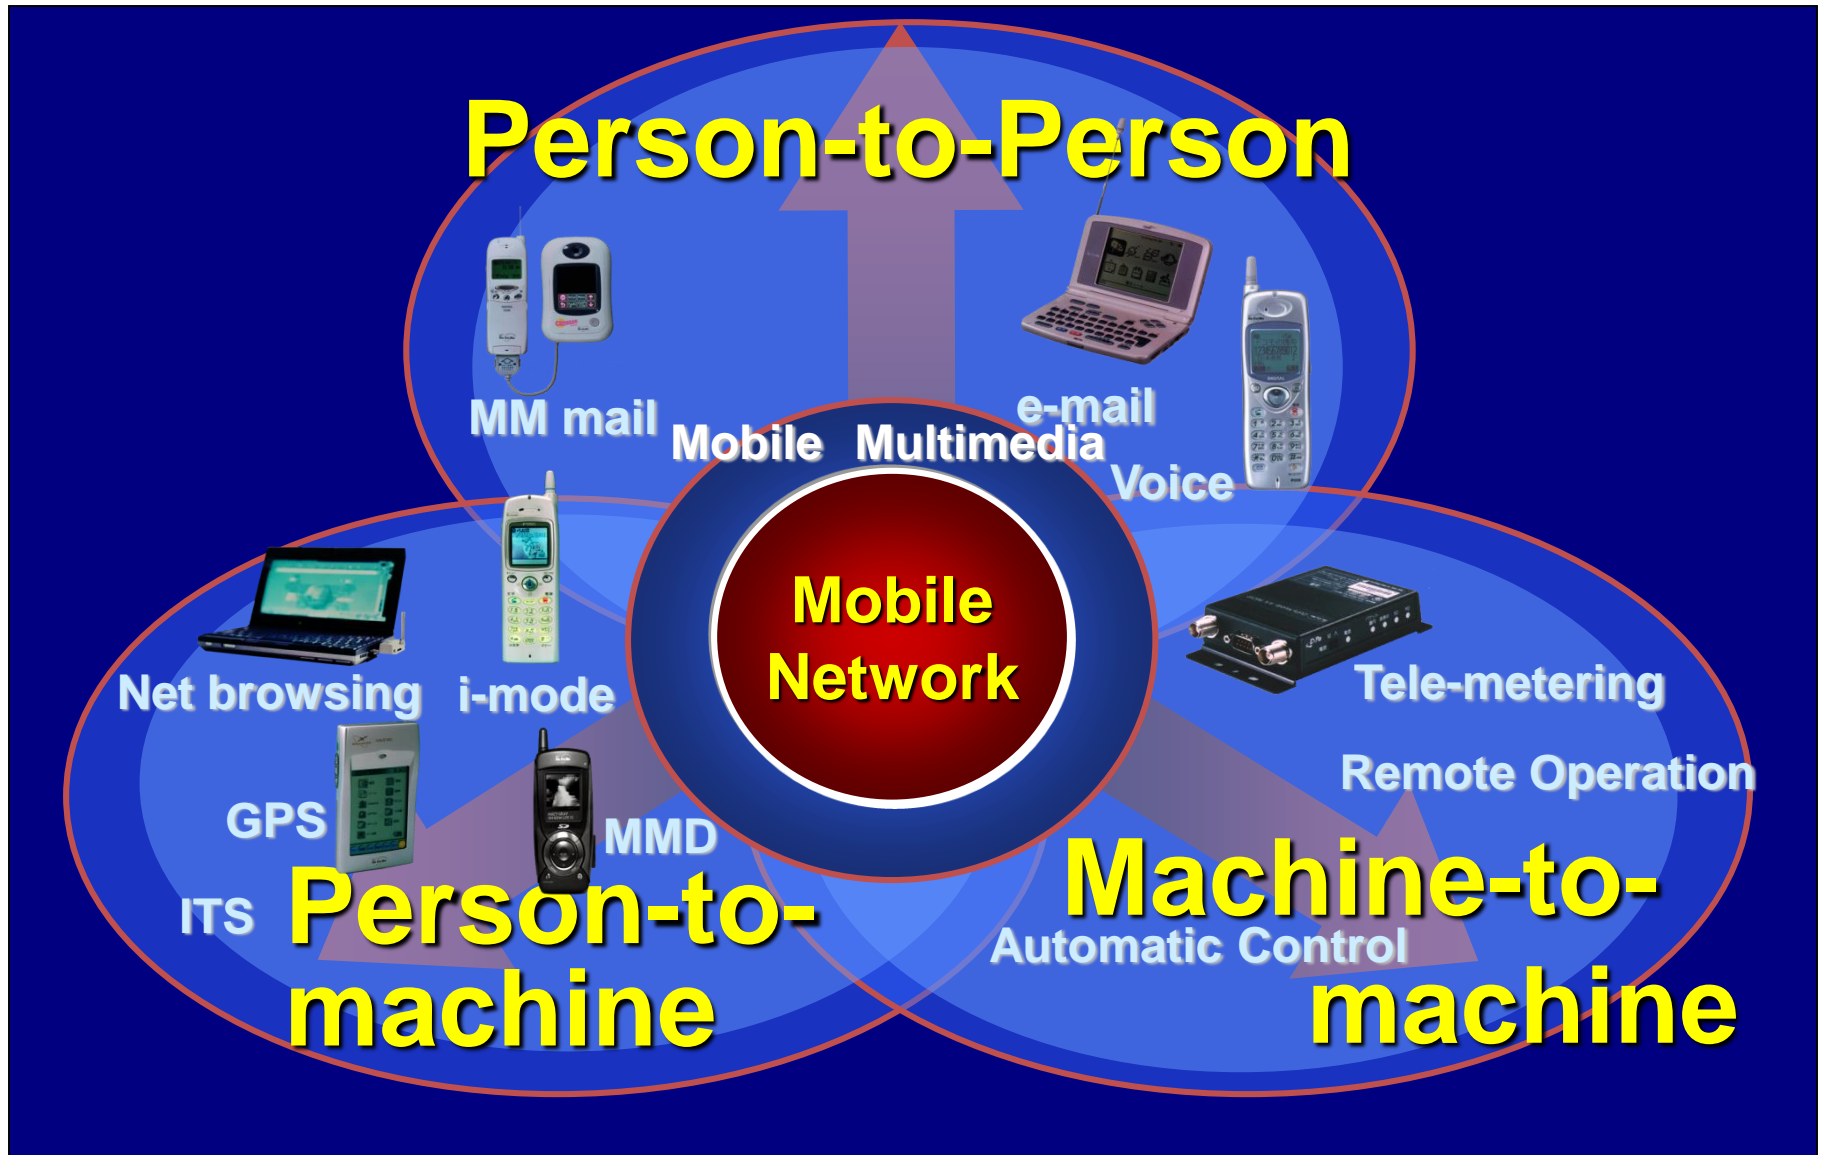 Person-to-Person
MM mail
e-mail
Mobile Multimedia
Voice
Mobile
Network
Net browsing
i-mode
Tele-metering
Remote Operation
GPS
MMD
ITS
Person-to-
machine
Machine-to-
Automatic Control
machine